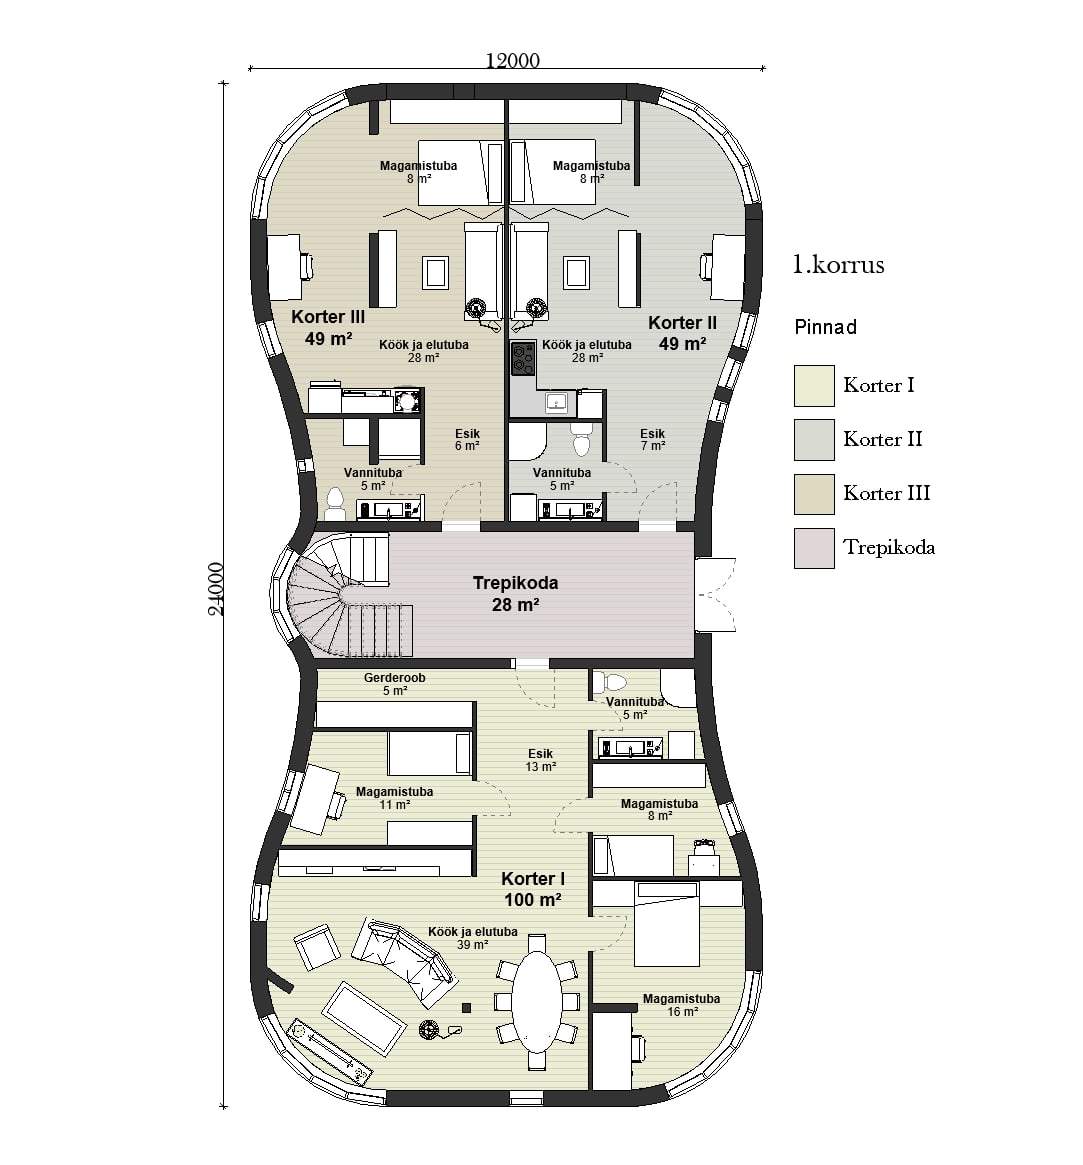 12000
Magamistuba
8 m²
Magamistuba
8 m²
1.korrus
Korter III
49 m²
Korter II
49 m²
Pinnad
Köök ja elutuba
28 m²
Köök ja elutuba
28 m²
Korter I
Korter II
Esik
6 m²
Esik
7 m²
Vannituba
5 m²
Vannituba
5 m²
Korter III
Trepikoda
24000
Trepikoda
28 m²
Gerderoob
5 m²
Vannituba
5 m²
Esik
13 m²
Magamistuba
11 m²
Magamistuba
8 m²
Korter I
100 m²
Köök ja elutuba
39 m²
Magamistuba
16 m²